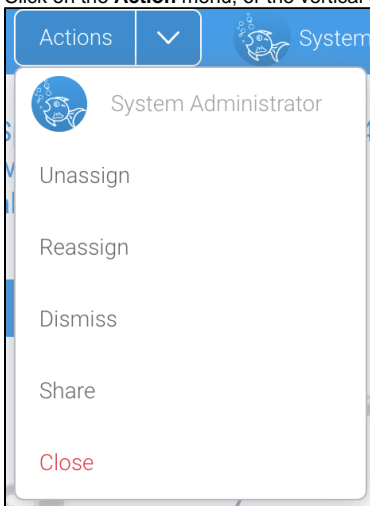 Click on the Action menu, or the vertical
Actions
System
System Administrator
Unassign
Reassign
Dismiss
Share
Close